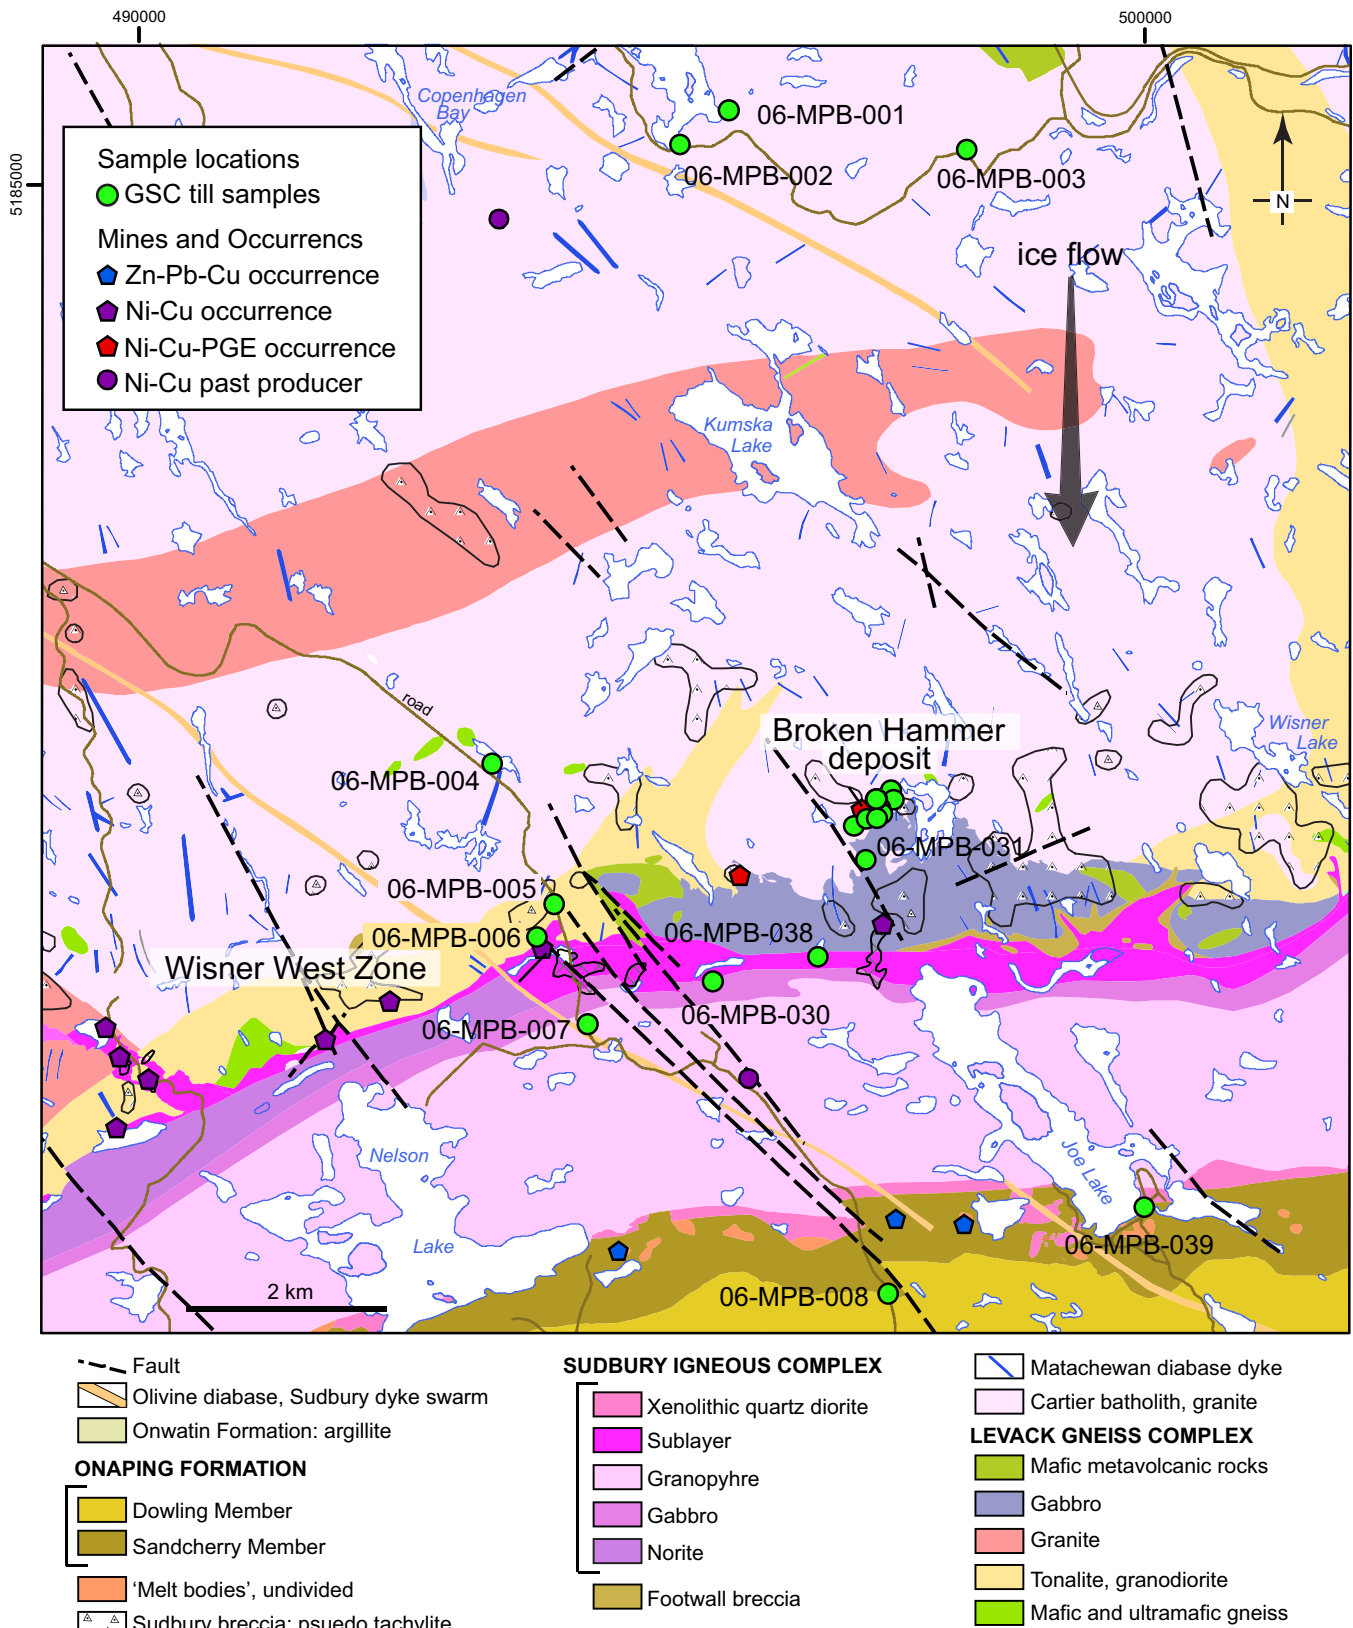 490000
500000
5185000
Copenhagen
Bay
06-MPB-001
06-MPB-002
06-MPB-003
Sample locations
GSC till samples
Mines and Occurrencs
Zn-Pb-Cu occurrence
Ni-Cu occurrence
Ni-Cu-PGE occurrence
Ni-Cu past producer
N
ice flow
Kumska
Lake
road
Wisner
Lake
Broken Hammer
deposit
06-MPB-004
06-MPB-031
06-MPB-005
06-MPB-006
06-MPB-038
Wisner West Zone
06-MPB-030
06-MPB-007
Nelson
Lake
Joe Lake
06-MPB-039
06-MPB-008
2 km
Fault
Olivine diabase, Sudbury dyke swarm
Onwatin Formation: argillite
ONAPING FORMATION
Dowling Member
Sandcherry Member
'Melt bodies', undivided
Sudbury breccia: psuedo tachylite
SUDBURY IGNEOUS COMPLEX
Xenolithic quartz diorite
Sublayer
Granopyhre
Gabbro
Norite
Footwall breccia
Matachewan diabase dyke
Cartier batholith, granite
LEVACK GNEISS COMPLEX
Mafic metavolcanic rocks
Gabbro
Granite
Tonalite, granodiorite
Mafic and ultramafic gneiss